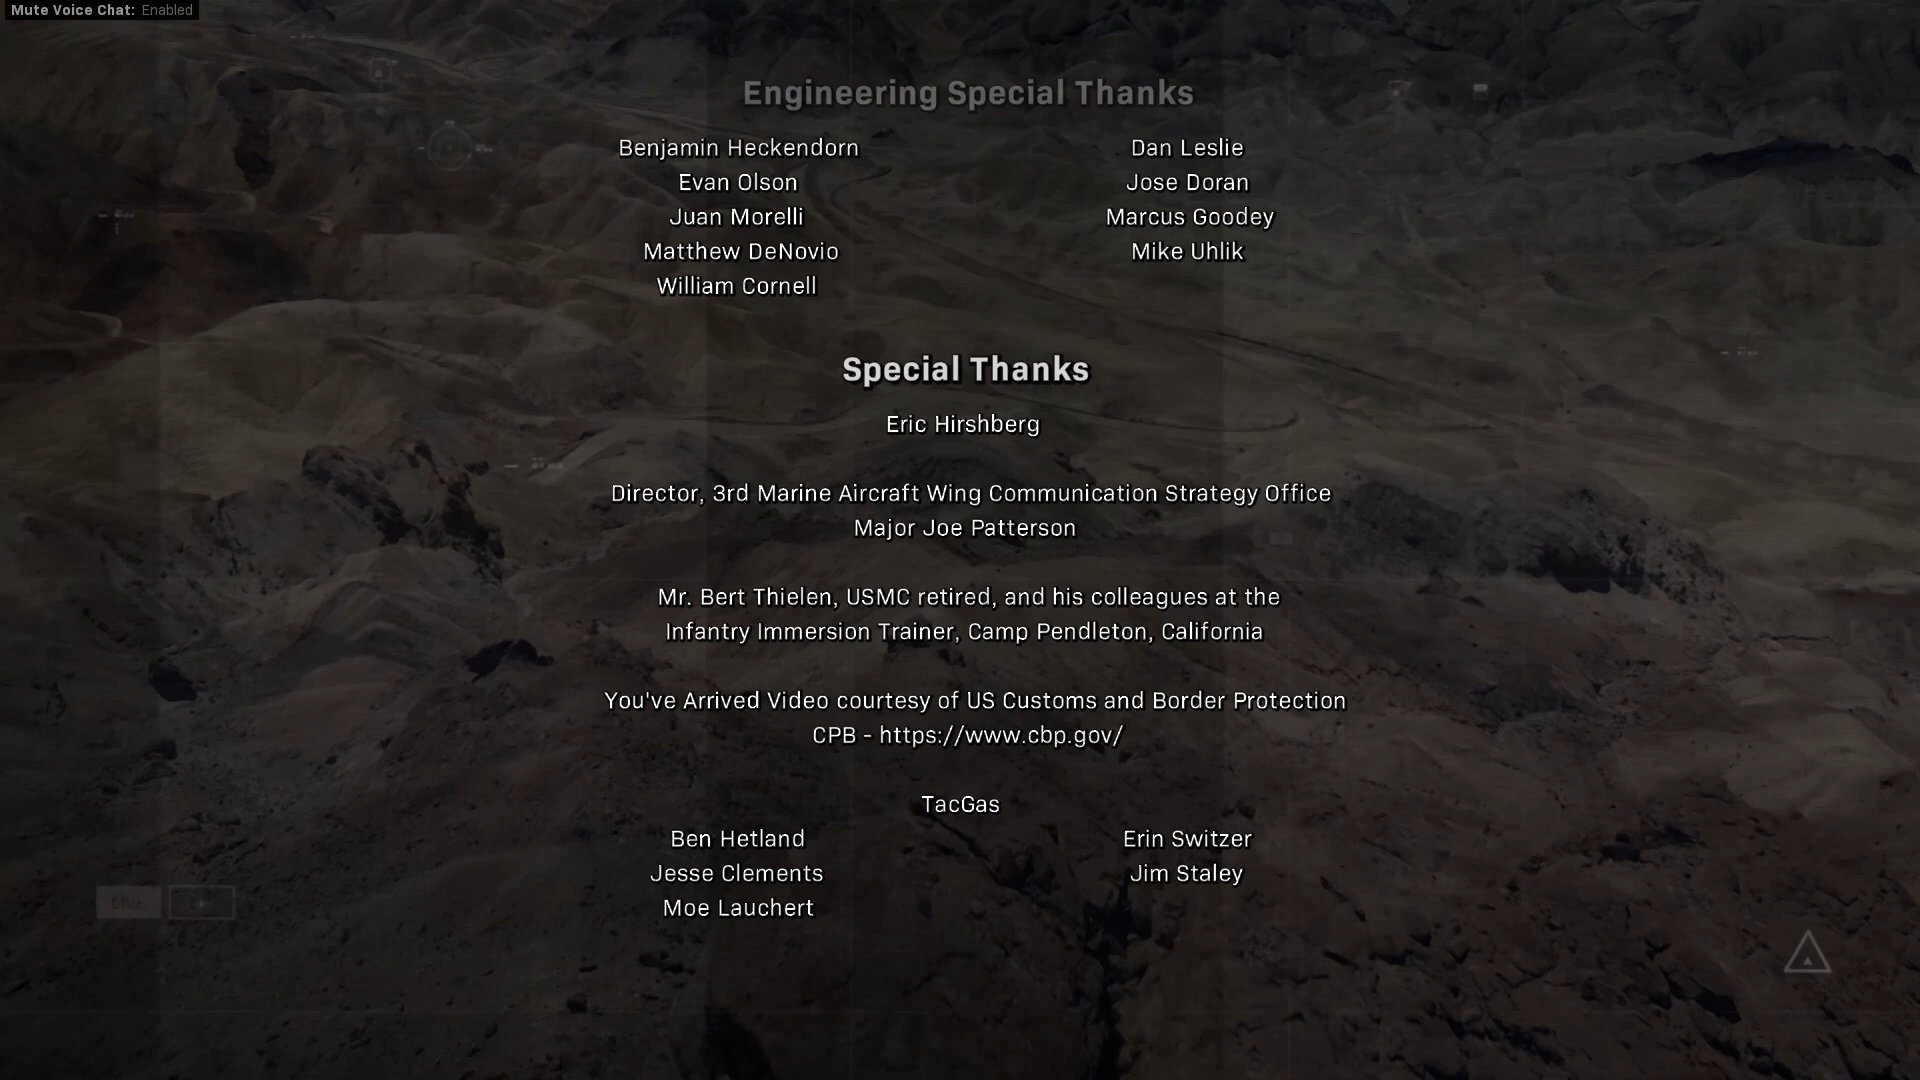 Mute Voice Chat: Enabled
Engineering Special Thanks
Benjamin Heckendorn Dan Leslie
Evan Olson Jose Doran
Juan Morelli Marcus Goodey
Matthew DeNovio Mike Uhlik
William Cornell
Special Thanks
Eric Hirshberg
Director, 3rd Marine Aircraft Wing Communication Strategy Office
Major Joe Patterson
Mr. Bert Thielen, USMC retired, and his colleagues at the
Infantry Immersion Trainer, Camp Pendleton, California
You've Arrived Video courtesy of US Customs and Border Protection
CPB - https://www.cbp.gov/
TacGas
Ben Hetland Erin Switzer
Jesse Clements Jim Staley
Moe Lauchert